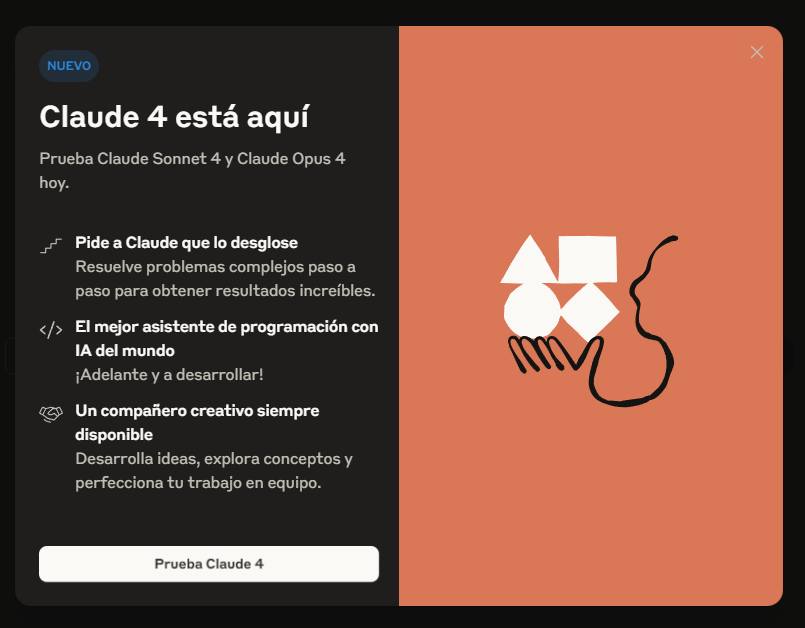 NUEVO
Claude 4 está aquí
Prueba Claude Sonnet 4 y Claude Opus 4
hoy.
Pide a Claude que lo desglose
Resuelve problemas complejos paso a
paso para obtener resultados increíbles.
El mejor asistente de programación con
IA del mundo
¡Adelante y a desarrollar!
Un compañero creativo siempre
disponible
Desarrolla ideas, explora conceptos y
perfecciona tu trabajo en equipo.
Prueba Claude 4